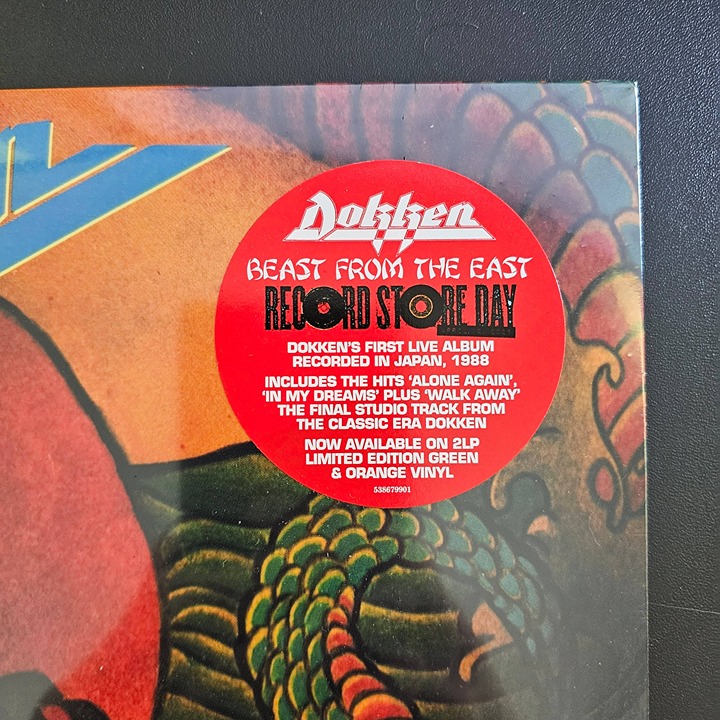 Dokken
BEAST FROM THE EAST
RECORD STORE DAY
DOKKEN'S FIRST LIVE ALBUM
RECORDED IN JAPAN, 1988
INCLUDES THE HITS 'ALONE AGAIN',
'IN MY DREAMS' PLUS 'WALK AWAY'
THE FINAL STUDIO TRACK FROM
THE CLASSIC ERA DOKKEN
NOW AVAILABLE ON 2LP
LIMITED EDITION GREEN
& ORANGE VINYL
538679901